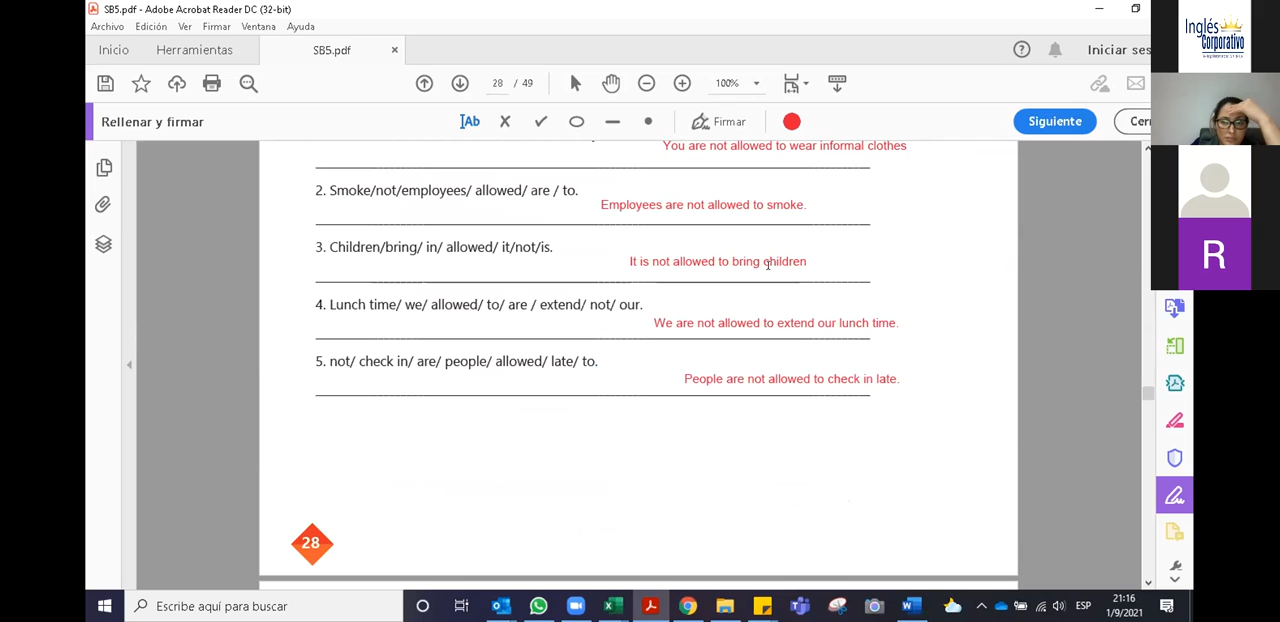 SB5.pdf - Adobe Acrobat Reader DC (32-bit)
Archivo Edición Ver Firmar Ventana Ayuda
Inicio Herramientas SB5.pdf × Iniciar ses
28 / 49 100%
Rellenar y firmar Ab Firmar Siguiente Cerr
You are not allowed to wear informal clothes
2. Smoke/not/employees/ allowed/ are / to.
Employees are not allowed to smoke.
3. Children/bring/ in/ allowed/ it/not/is.
It is not allowed to bring children
4. Lunch time/ we/ allowed/ to/ are / extend/ not/ our.
We are not allowed to extend our lunch time.
5. not/ check in/ are/ people/ allowed/ late/ to.
People are not allowed to check in late.
28
Inglés
Corporativo
R
Escribe aquí para buscar
ESP
21:16
1/9/2021